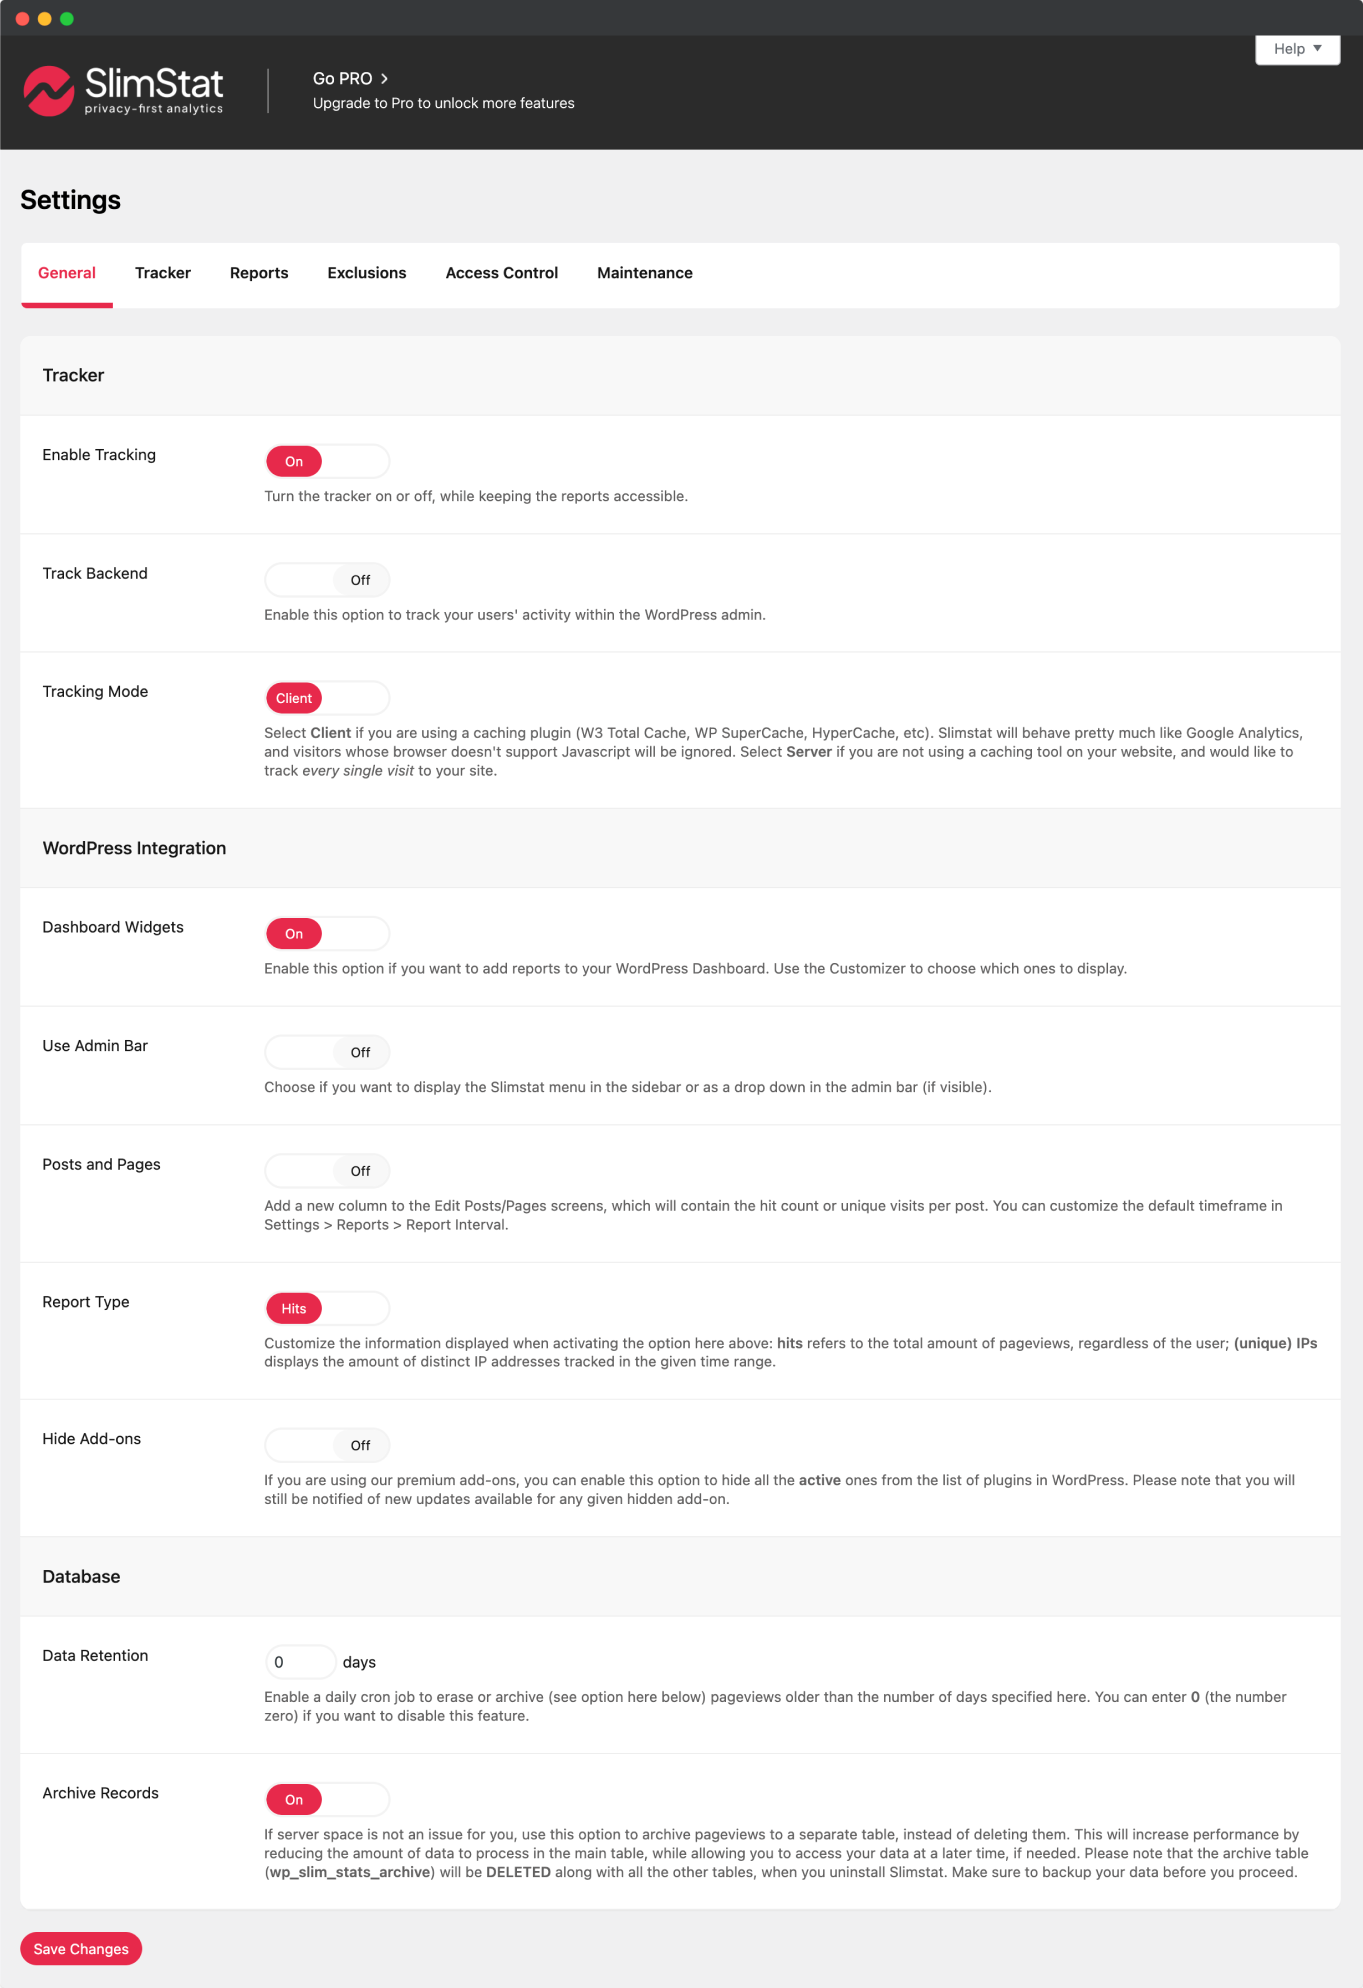 Help ▼
SlimStat
privacy-first analytics
Go PRO >
Upgrade to Pro to unlock more features
Settings
General Tracker Reports Exclusions Access Control Maintenance
Tracker
Enable Tracking
On
Turn the tracker on or off, while keeping the reports accessible.
Track Backend
Off
Enable this option to track your users' activity within the WordPress admin.
Tracking Mode
Client
Select Client if you are using a caching plugin (W3 Total Cache, WP SuperCache, HyperCache, etc). Slimstat will behave pretty much like Google Analytics,
and visitors whose browser doesn't support Javascript will be ignored. Select Server if you are not using a caching tool on your website, and would like to
track every single visit to your site.
WordPress Integration
Dashboard Widgets
On
Enable this option if you want to add reports to your WordPress Dashboard. Use the Customizer to choose which ones to display.
Use Admin Bar
Off
Choose if you want to display the Slimstat menu in the sidebar or as a drop down in the admin bar (if visible).
Posts and Pages
Off
Add a new column to the Edit Posts/Pages screens, which will contain the hit count or unique visits per post. You can customize the default timeframe in
Settings > Reports > Report Interval.
Report Type
Hits
Customize the information displayed when activating the option here above: hits refers to the total amount of pageviews, regardless of the user; (unique) IPs
displays the amount of distinct IP addresses tracked in the given time range.
Hide Add-ons
Off
If you are using our premium add-ons, you can enable this option to hide all the active ones from the list of plugins in WordPress. Please note that you will
still be notified of new updates available for any given hidden add-on.
Database
Data Retention
0 days
Enable a daily cron job to erase or archive (see option here below) pageviews older than the number of days specified here. You can enter 0 (the number
zero) if you want to disable this feature.
Archive Records
On
If server space is not an issue for you, use this option to archive pageviews to a separate table, instead of deleting them. This will increase performance by
reducing the amount of data to process in the main table, while allowing you to access your data at a later time, if needed. Please note that the archive table
(wp_slim_stats_archive) will be DELETED along with all the other tables, when you uninstall Slimstat. Make sure to backup your data before you proceed.
Save Changes